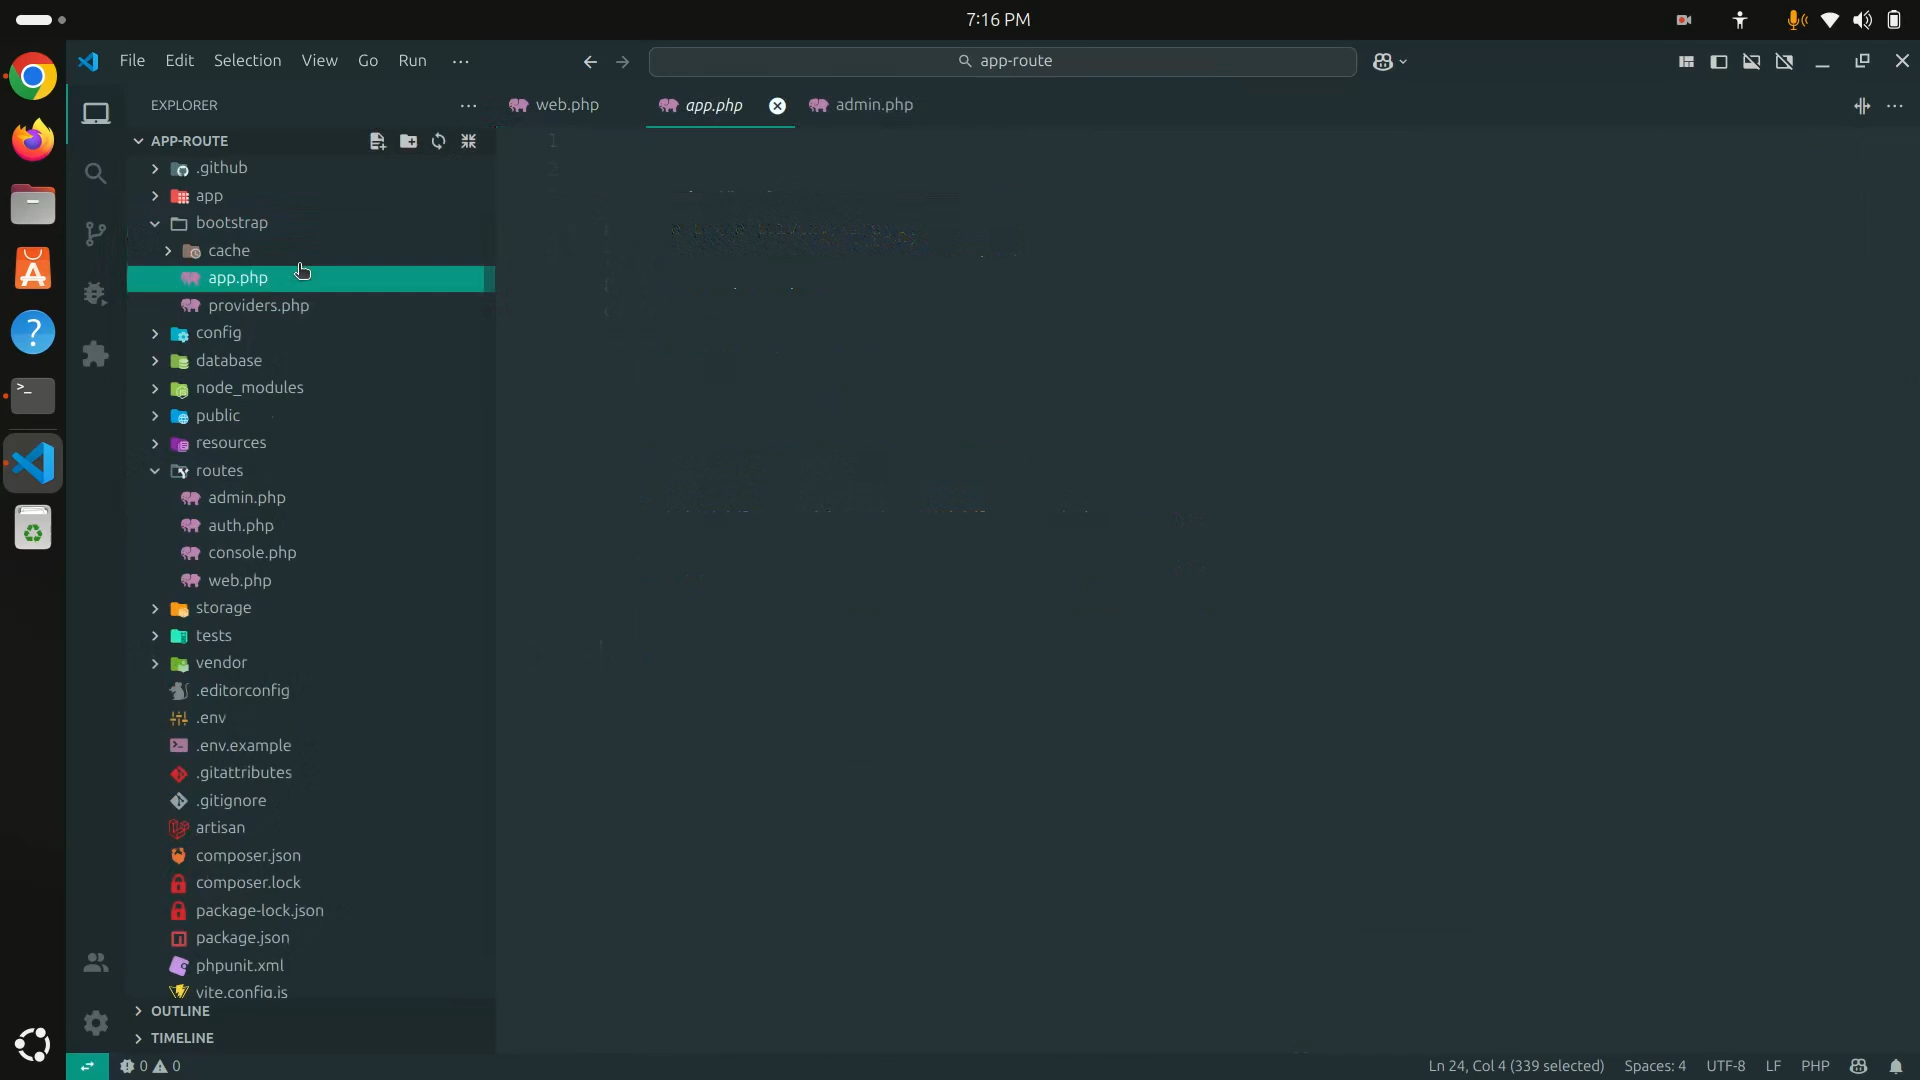 7:16 PM
File Edit Selection View Go Run ···
app-route
EXPLORER
web.php
app.php
admin.php
APP-ROUTE
1
2
.github
app
bootstrap
cache
app.php
providers.php
config
database
node_modules
public
resources
routes
admin.php
auth.php
console.php
web.php
storage
tests
vendor
.editorconfig
.env
.env.example
.gitattributes
.gitignore
artisan
composer.json
composer.lock
package-lock.json
package.json
phpunit.xml
vite.config.js
OUTLINE
TIMELINE
0 0
Ln 24, Col 4 (339 selected) Spaces: 4 UTF-8 LF PHP